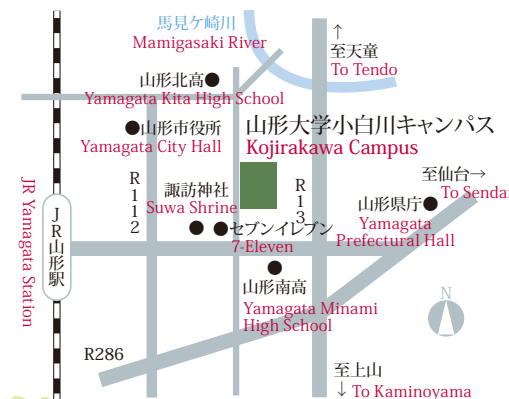 馬見ケ崎川
Mamigasaki River
↑
至天童
To Tendo
山形北高
Yamagata Kita High School
山形市役所
Yamagata City Hall
山形大学小白川キャンパス
Kojirakawa Campus
R112
諏訪神社
Suwa Shrine
R13
至仙台→
To Sendai
山形県庁
Yamagata
Prefectural Hall
セブンイレブン
7-Eleven
JR Yamagata Station
JR山形駅
山形南高
Yamagata Minami
High School
N
R286
至上山
↓ To Kaminoyama